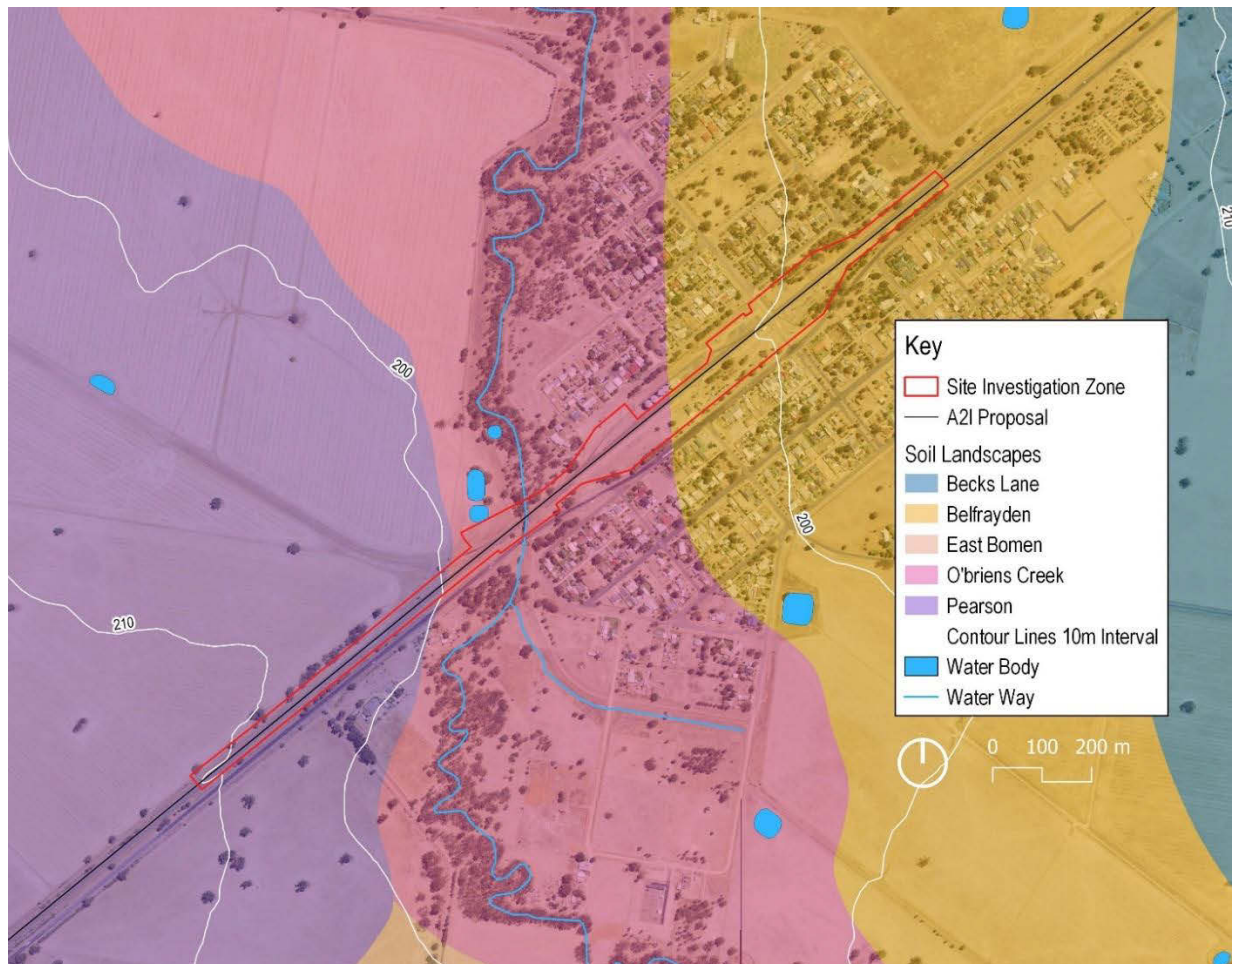 210
200
Key
Site Investigation Zone
A2I Proposal
Soil Landscapes
Becks Lane
Belfrayden
East Bomen
O'briens Creek
Pearson
Contour Lines 10m Interval
Water Body
Water Way
200
210
0 100 200 m